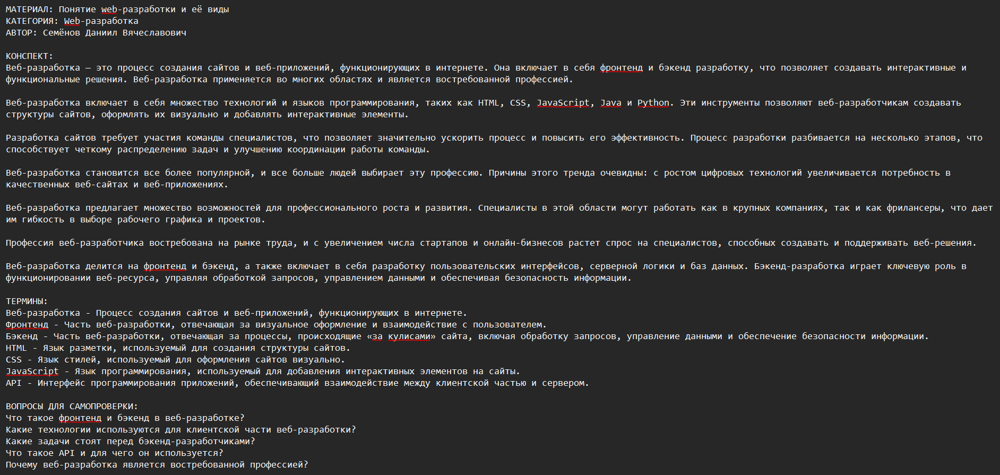 МАТЕРИАЛ: Понятие web-разработки и её виды
КАТЕГОРИЯ: Web-разработка
АВТОР: Семёнов Даниил Вячеславович
КОНСПЕКТ:
Веб-разработка — это процесс создания сайтов и веб-приложений, функционирующих в интернете. Она включает в себя фронтенд и бэкенд разработку, что позволяет создавать интерактивные и
функциональные решения. Веб-разработка применяется во многих областях и является востребованной профессией.
Веб-разработка включает в себя множество технологий и языков программирования, таких как HTML, CSS, JavaScript, Java и Python. Эти инструменты позволяют веб-разработчикам создавать
структуры сайтов, оформлять их визуально и добавлять интерактивные элементы.
Разработка сайтов требует участия команды специалистов, что позволяет значительно ускорить процесс и повысить его эффективность. Процесс разработки разбивается на несколько этапов, что
способствует четкому распределению задач и улучшению координации работы команды.
Веб-разработка становится все более популярной, и все больше людей выбирает эту профессию. Причины этого тренда очевидны: с ростом цифровых технологий увеличивается потребность в
качественных веб-сайтах и веб-приложениях.
Веб-разработка предлагает множество возможностей для профессионального роста и развития. Специалисты в этой области могут работать как в крупных компаниях, так и как фрилансеры, что дает
им гибкость в выборе рабочего графика и проектов.
Профессия веб-разработчика востребована на рынке труда, и с увеличением числа стартапов и онлайн-бизнесов растет спрос на специалистов, способных создавать и поддерживать веб-решения.
Веб-разработка делится на фронтенд и бэкенд, а также включает в себя разработку пользовательских интерфейсов, серверной логики и баз данных. Бэкенд-разработка играет ключевую роль в
функционировании веб-ресурса, управляя обработкой запросов, управлением данными и обеспечивая безопасность информации.
ТЕРМИНЫ:
Веб-разработка - Процесс создания сайтов и веб-приложений, функционирующих в интернете.
Фронтенд - Часть веб-разработки, отвечающая за визуальное оформление и взаимодействие с пользователем.
Бэкенд - Часть веб-разработки, отвечающая за процессы, происходящие «за кулисами» сайта, включая обработку запросов, управление данными и обеспечение безопасности информации.
HTML - Язык разметки, используемый для создания структуры сайтов.
CSS - Язык стилей, используемый для оформления сайтов визуально.
JavaScript - Язык программирования, используемый для добавления интерактивных элементов на сайты.
API - Интерфейс программирования приложений, обеспечивающий взаимодействие между клиентской частью и сервером.
ВОПРОСЫ ДЛЯ САМОПРОВЕРКИ:
Что такое фронтенд и бэкенд в веб-разработке?
Какие технологии используются для клиентской части веб-разработки?
Какие задачи стоят перед бэкенд-разработчиками?
Что такое API и для чего он используется?
Почему веб-разработка является востребованной профессией?